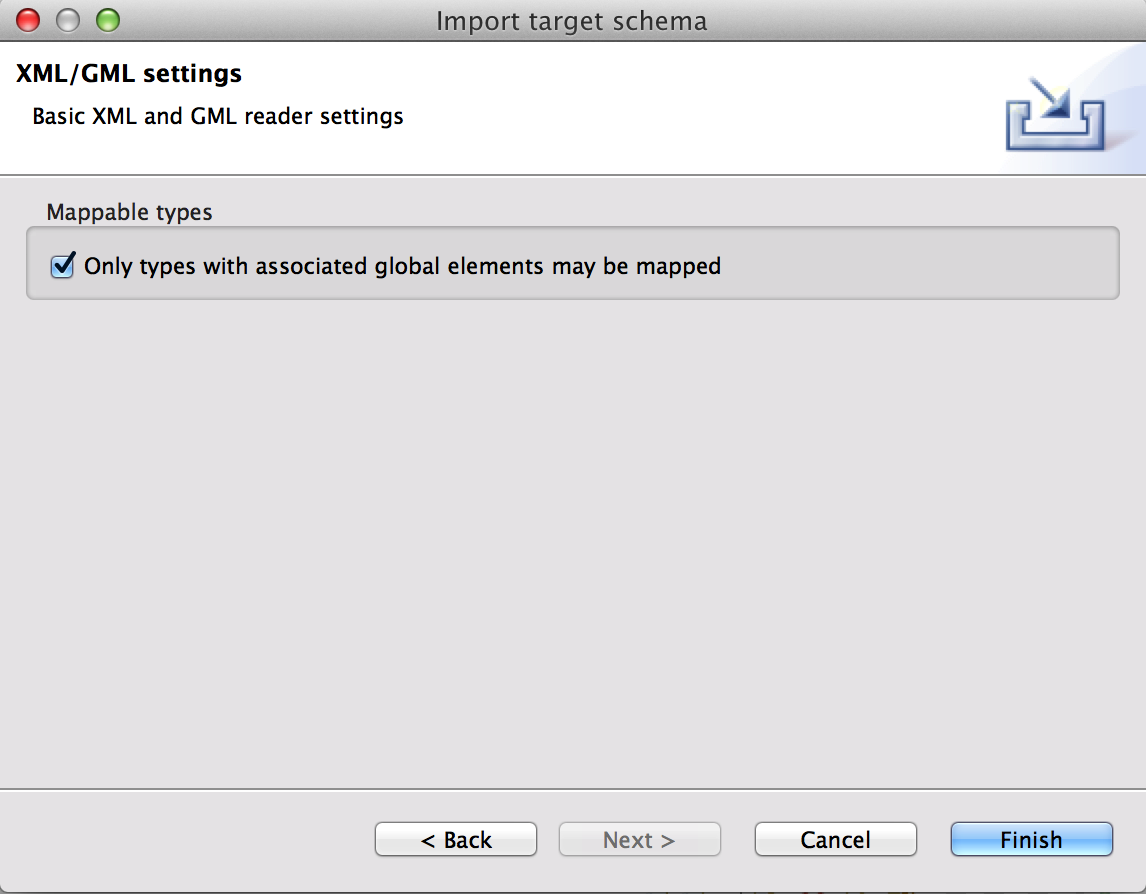 Import target schema
XML/GML settings
Basic XML and GML reader settings
Mappable types
Only types with associated global elements may be mapped
< Back
Next >
Cancel
Finish